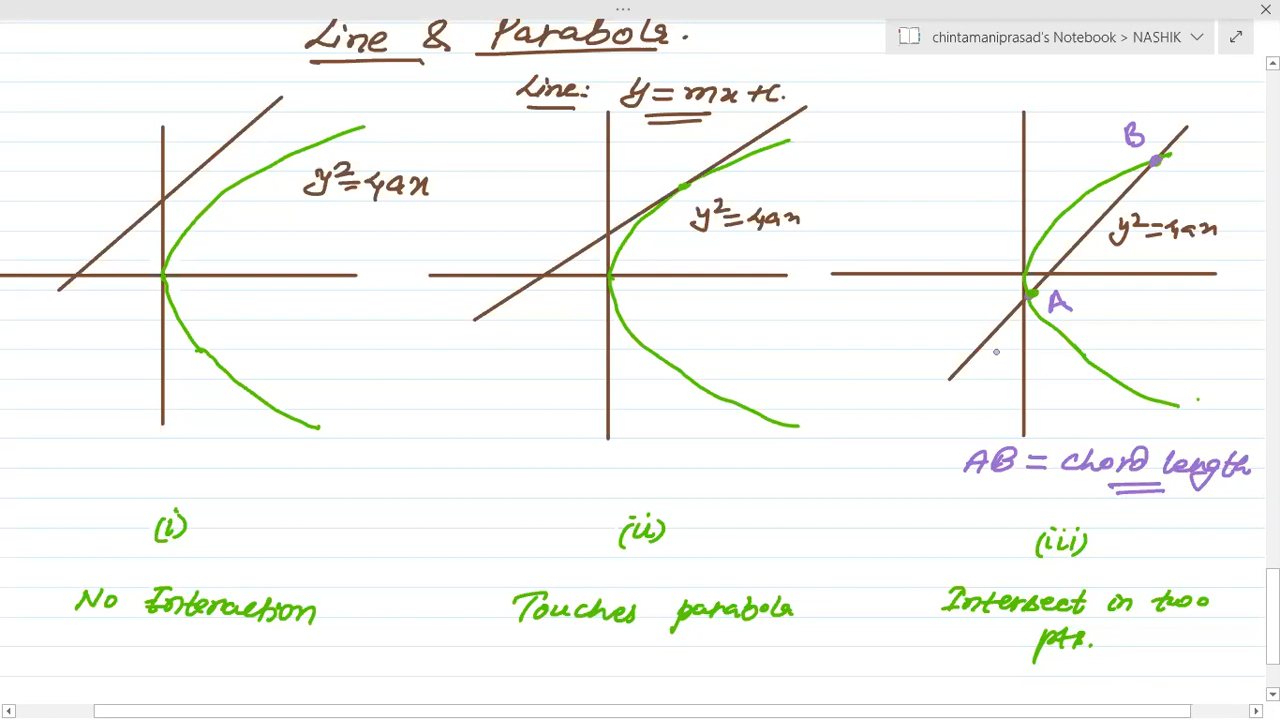 ...
chintamaniprasad's Notebook > NASHIK
Line & Parabola.
Line: y = mx + c.
y² = 4ax
y² = 4ax
y² = 4ax
B
A
AB = chord length
(i)
(ii)
(iii)
No Interaction
Touches parabola
Intersect in two
pts.